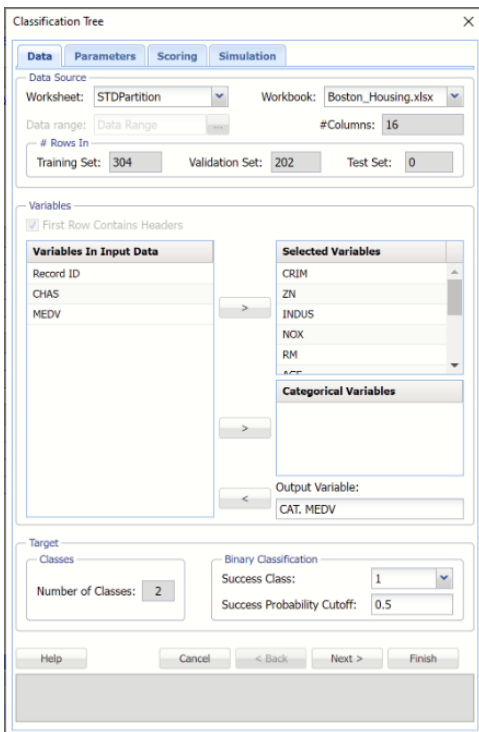 Classification Tree
Data Parameters Scoring Simulation
Data Source
Worksheet: STDPartition Workbook: Boston_Housing.xlsx
Data range: Data Range ... #Columns: 16
# Rows In
Training Set: 304 Validation Set: 202 Test Set: 0
Variables
First Row Contains Headers
Variables In Input Data
Record ID
CHAS
MEDV
>
Selected Variables
CRIM
ZN
INDUS
NOX
RM
AGE
Categorical Variables
>
<
Output Variable:
CAT. MEDV
Target
Classes
Number of Classes: 2
Binary Classification
Success Class: 1
Success Probability Cutoff: 0.5
Help Cancel < Back Next > Finish